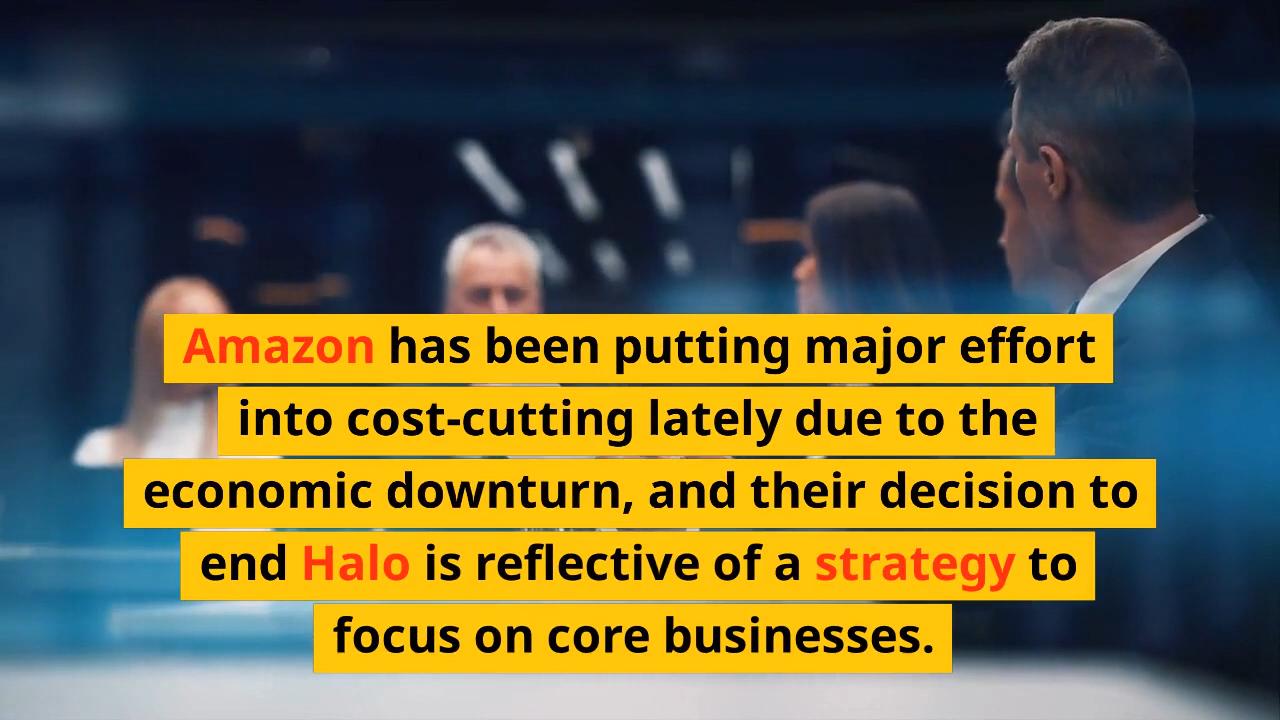 Amazon has been putting major effort
into cost-cutting lately due to the
economic downturn, and their decision to
end Halo is reflective of a strategy to
focus on core businesses.